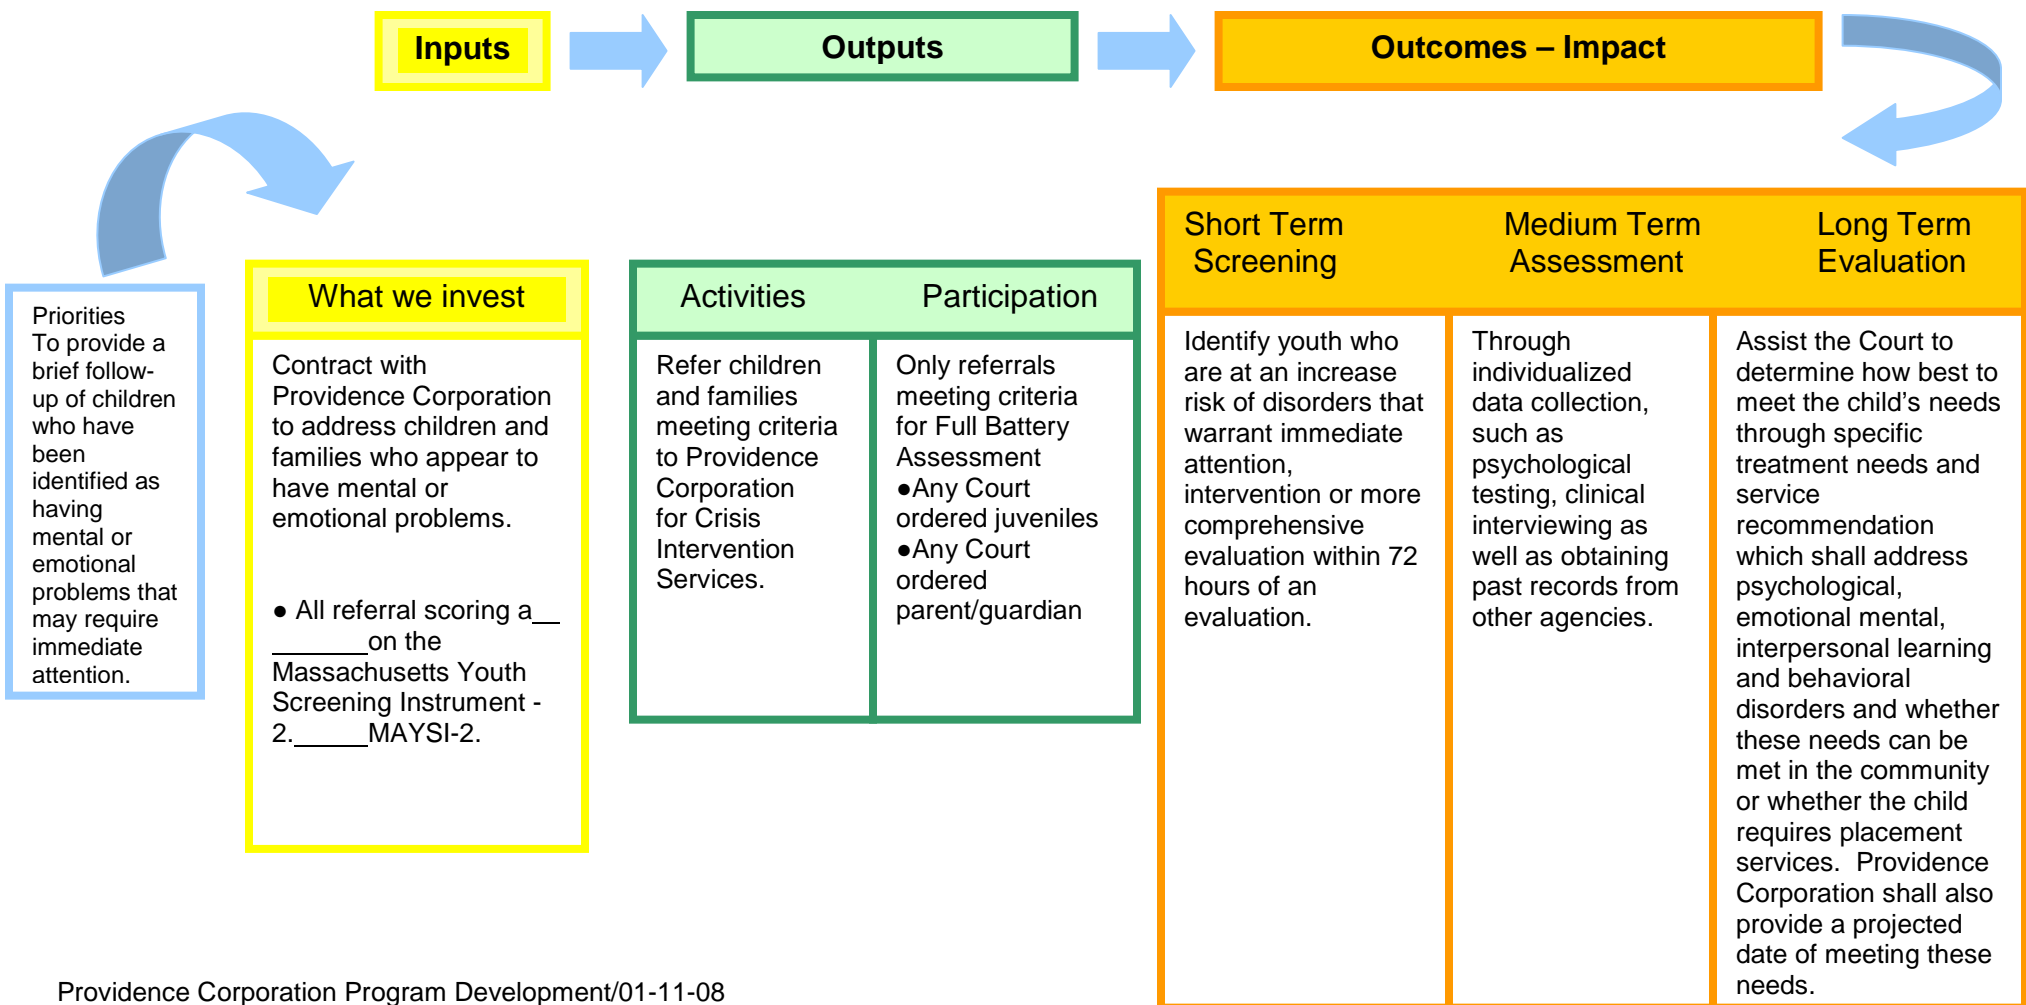 Inputs
Outputs
Outcomes – Impact
Priorities
To provide a
brief follow-
up of children
who have
been
identified as
having
mental or
emotional
problems that
may require
immediate
attention.
What we invest
Contract with
Providence Corporation
to address children and
families who appear to
have mental or
emotional problems.
● All referral scoring a__
_______on the
Massachusetts Youth
Screening Instrument -
2._____MAYSI-2.
Activities
Refer children
and families
meeting criteria
to Providence
Corporation
for Crisis
Intervention
Services.
Participation
Only referrals
meeting criteria
for Full Battery
Assessment
●Any Court
ordered juveniles
●Any Court
ordered
parent/guardian
Short Term
Screening
Identify youth who
are at an increase
risk of disorders that
warrant immediate
attention,
intervention or more
comprehensive
evaluation within 72
hours of an
evaluation.
Medium Term
Assessment
Through
individualized
data collection,
such as
psychological
testing, clinical
interviewing as
well as obtaining
past records from
other agencies.
Long Term
Evaluation
Assist the Court to
determine how best to
meet the child’s needs
through specific
treatment needs and
service
recommendation
which shall address
psychological,
emotional mental,
interpersonal learning
and behavioral
disorders and whether
these needs can be
met in the community
or whether the child
requires placement
services.  Providence
Corporation shall also
provide a projected
date of meeting these
needs.
Providence Corporation Program Development/01-11-08